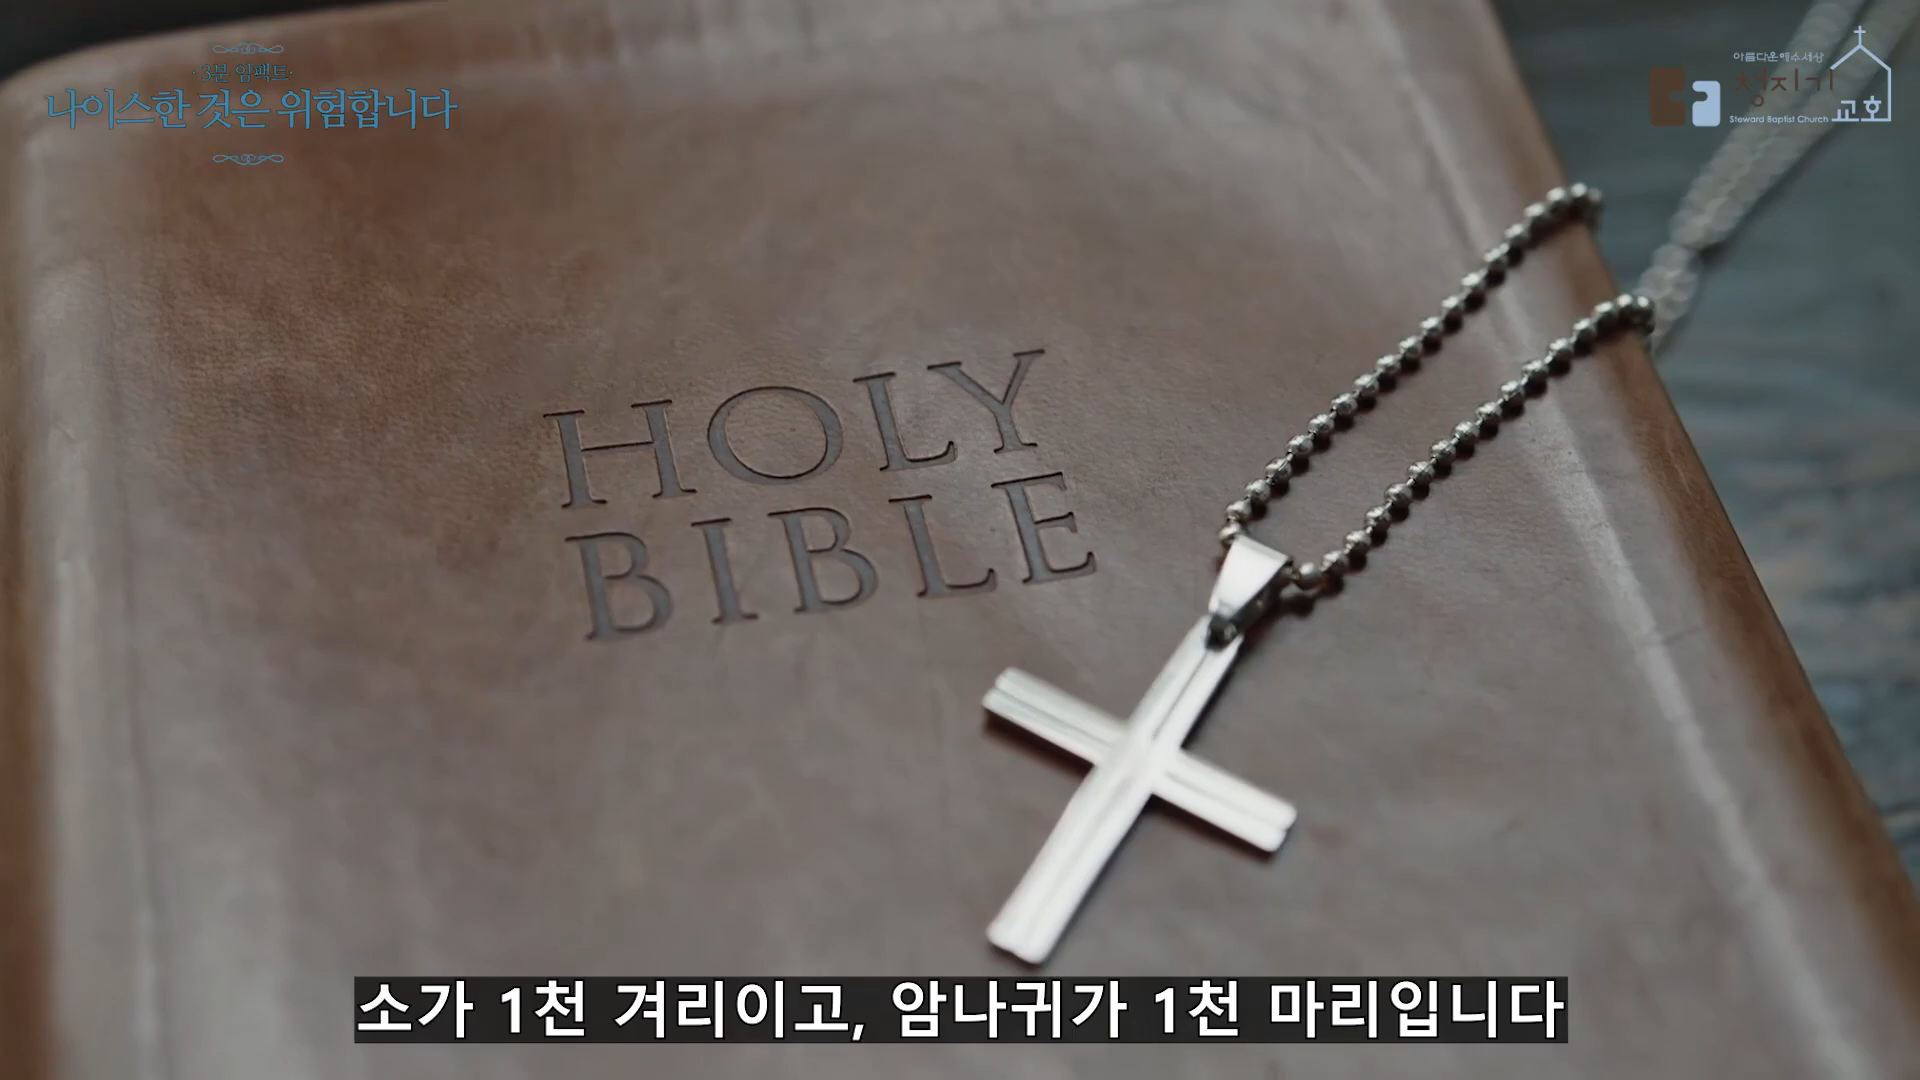 ·3분 임팩트·
나이스한 것은 위험합니다
아름다운예수세상
청지기
교회
Steward Baptist Church
HOLY
BIBLE
소가 1천 겨리이고, 암나귀가 1천 마리입니다